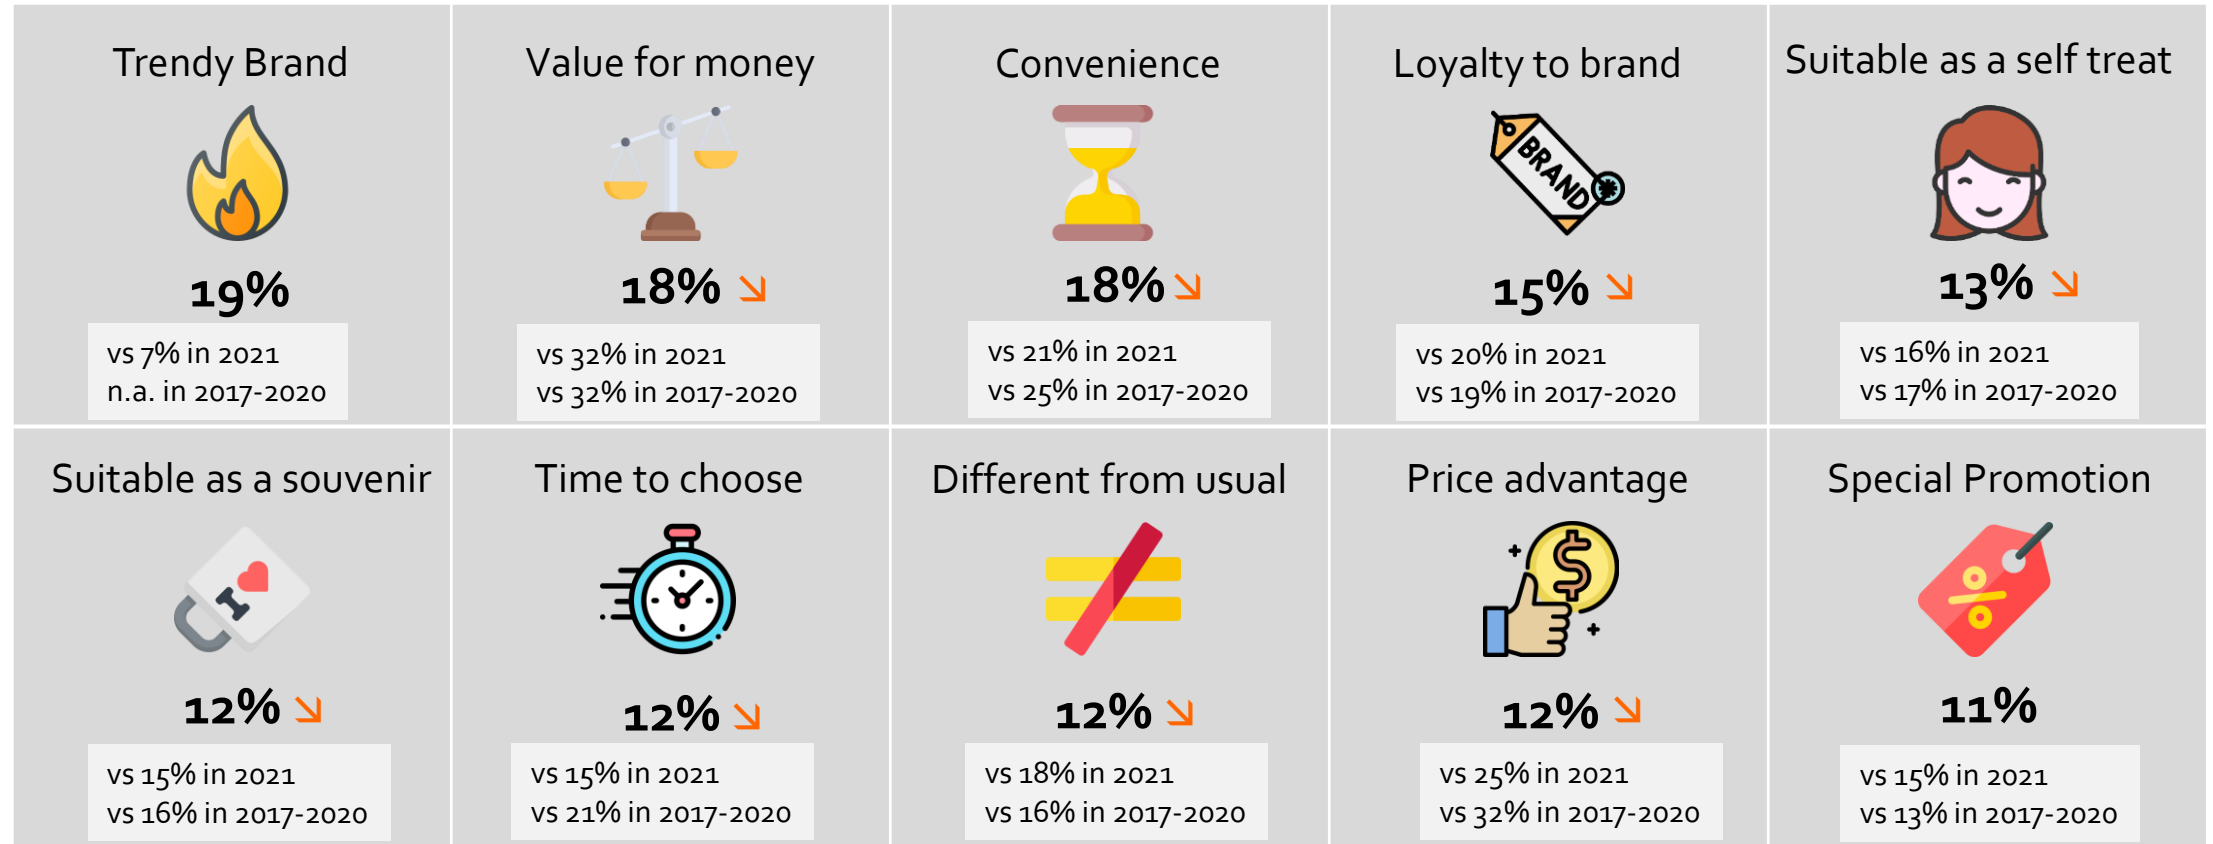 Trendy Brand
19%
vs 7% in 2021
n.a. in 2017-2020
Value for money
18%
vs 32% in 2021
vs 32% in 2017-2020
Convenience
18%
vs 21% in 2021
vs 25% in 2017-2020
Loyalty to brand
BRAND
15%
vs 20% in 2021
vs 19% in 2017-2020
Suitable as a self treat
13%
vs 16% in 2021
vs 17% in 2017-2020
Suitable as a souvenir
I
12%
vs 15% in 2021
vs 16% in 2017-2020
Time to choose
12%
vs 15% in 2021
vs 21% in 2017-2020
Different from usual
12%
vs 18% in 2021
vs 16% in 2017-2020
Price advantage
$
12%
vs 25% in 2021
vs 32% in 2017-2020
Special Promotion
%
11%
vs 15% in 2021
vs 13% in 2017-2020